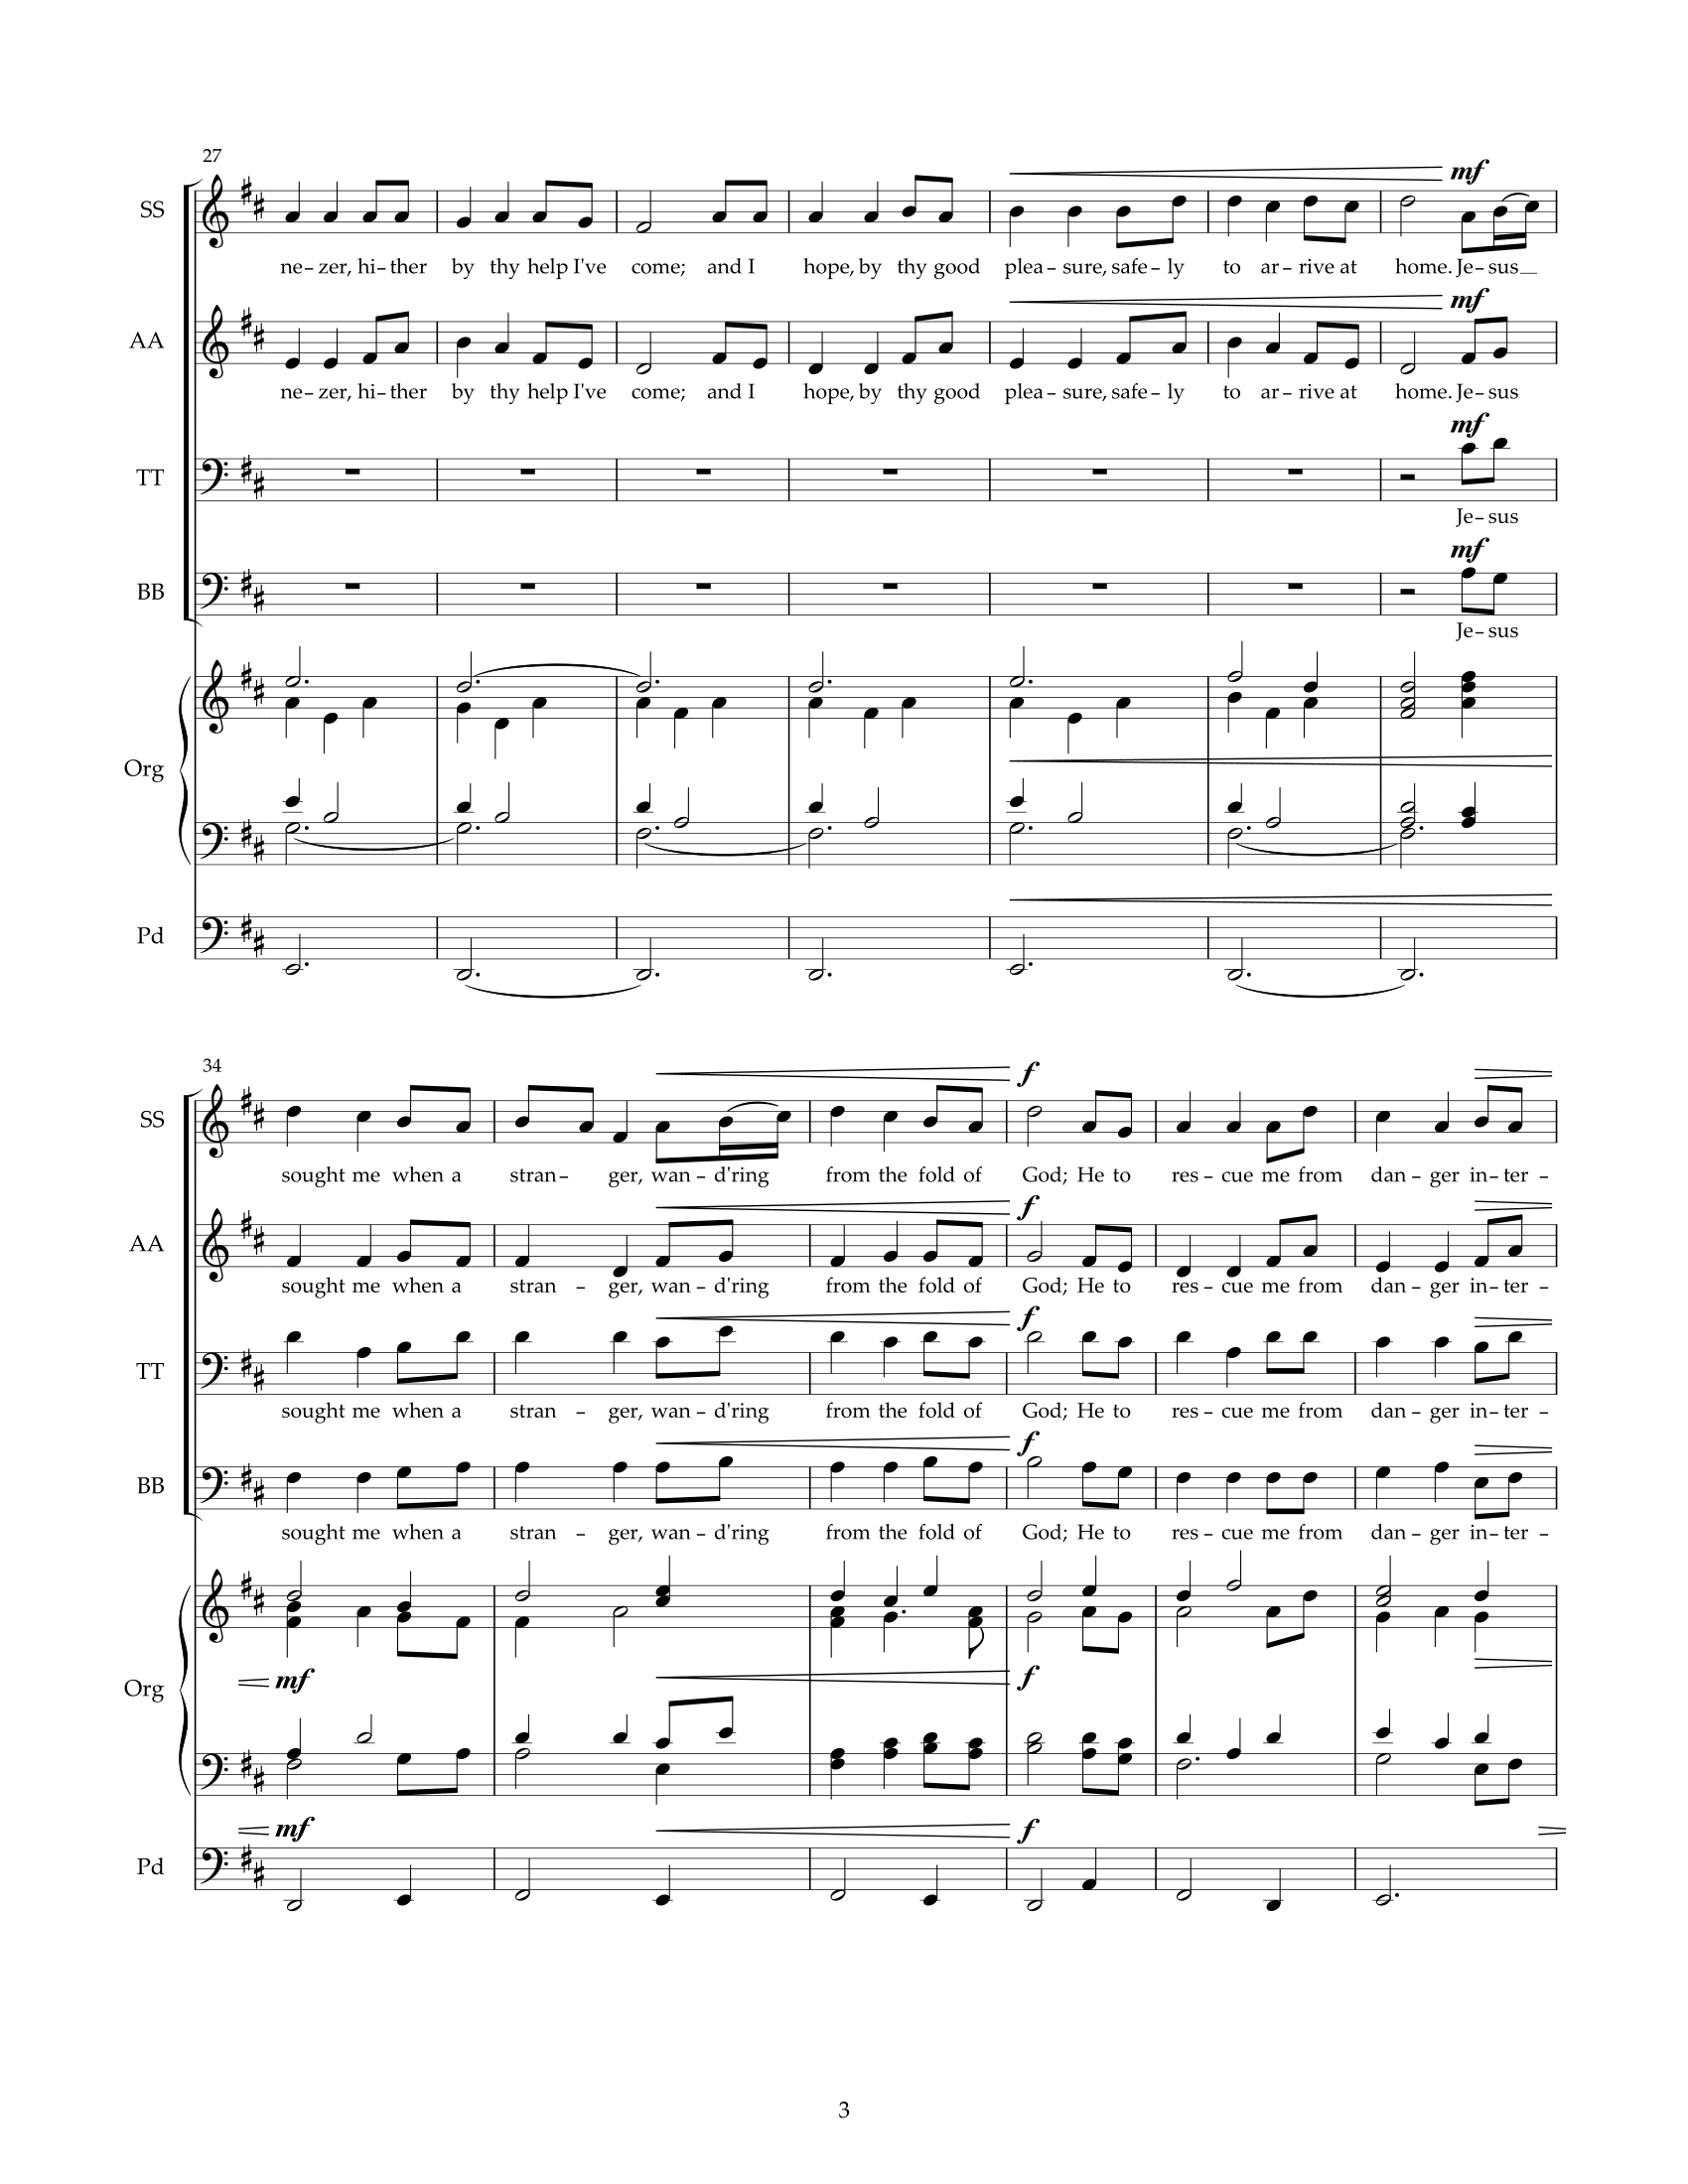 27
mf
SS
ne – zer, hi – ther by thy help I've come; and I hope, by thy good plea – sure, safe – ly to ar – rive at home. Je – sus
mf
AA
ne – zer, hi – ther by thy help I've come; and I hope, by thy good plea – sure, safe – ly to ar – rive at home. Je – sus
mf
TT
Je – sus
mf
BB
Je – sus
Org
Pd
34
f
SS
sought me when a stran – ger, wan – d'ring from the fold of God; He to res – cue me from dan – ger in – ter –
f
AA
sought me when a stran – ger, wan – d'ring from the fold of God; He to res – cue me from dan – ger in – ter –
f
TT
sought me when a stran – ger, wan – d'ring from the fold of God; He to res – cue me from dan – ger in – ter –
f
BB
sought me when a stran – ger, wan – d'ring from the fold of God; He to res – cue me from dan – ger in – ter –
mf f
Org
mf f
Pd
3